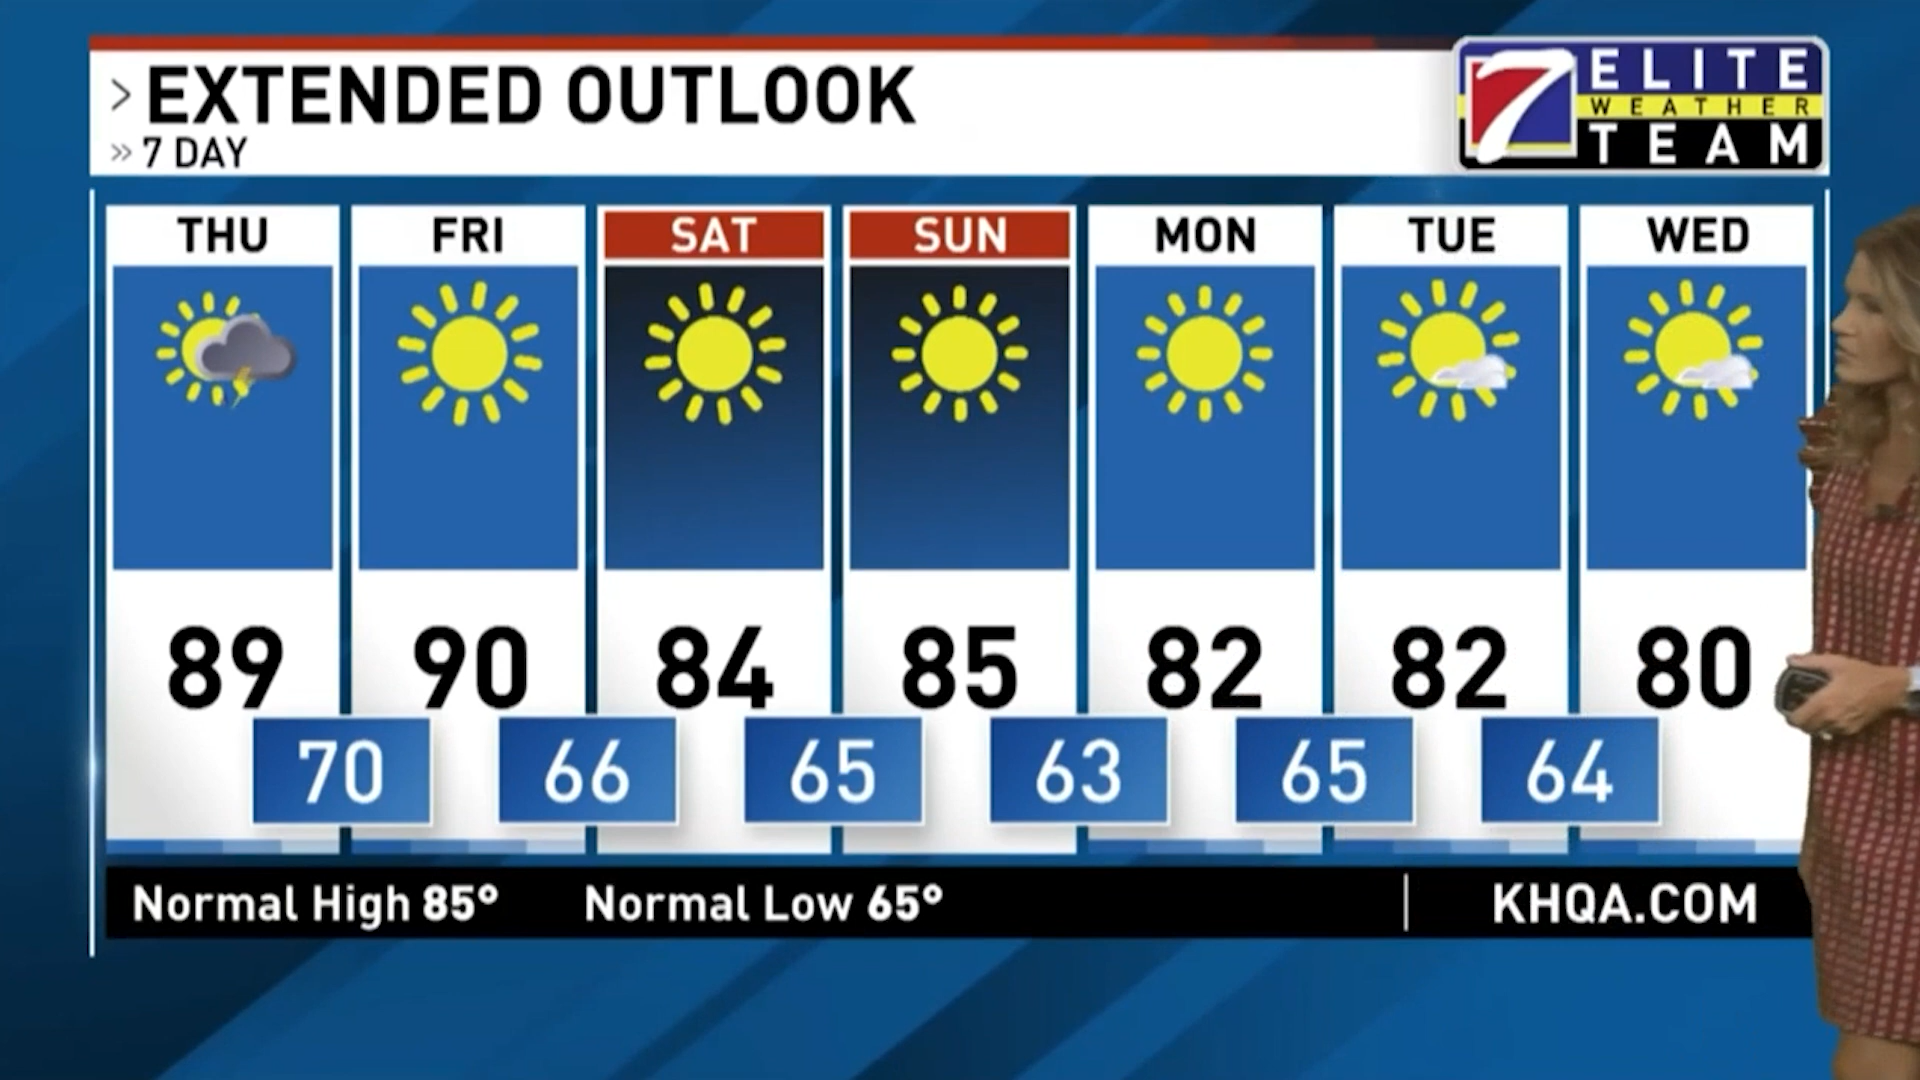 > EXTENDED OUTLOOK
» 7 DAY
7 ELITE
WEATHER
TEAM
THU FRI SAT SUN MON TUE WED
89 90 84 85 82 82 80
70 66 65 63 65 64
Normal High 85° Normal Low 65° | KHQA.COM